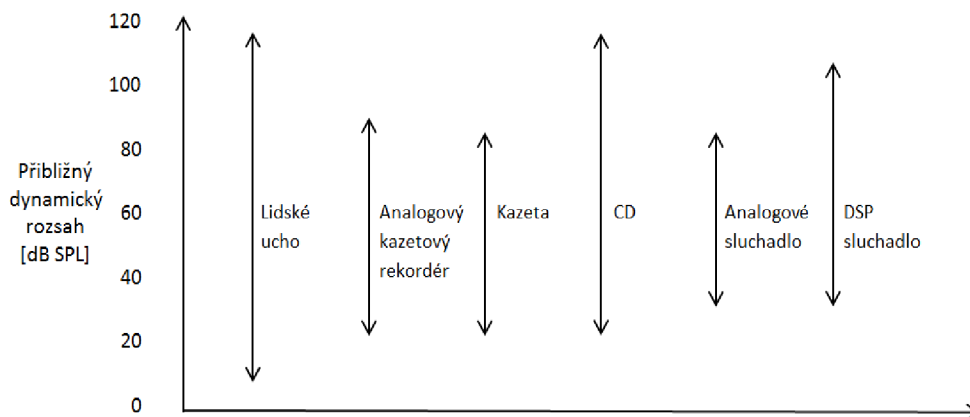 120
100
80
60
40
20
0
Přibližný
dynamický
rozsah
[dB SPL]
Lidské
ucho
Analogový
kazetový
rekordér
Kazeta
CD
Analogové
sluchadlo
DSP
sluchadlo